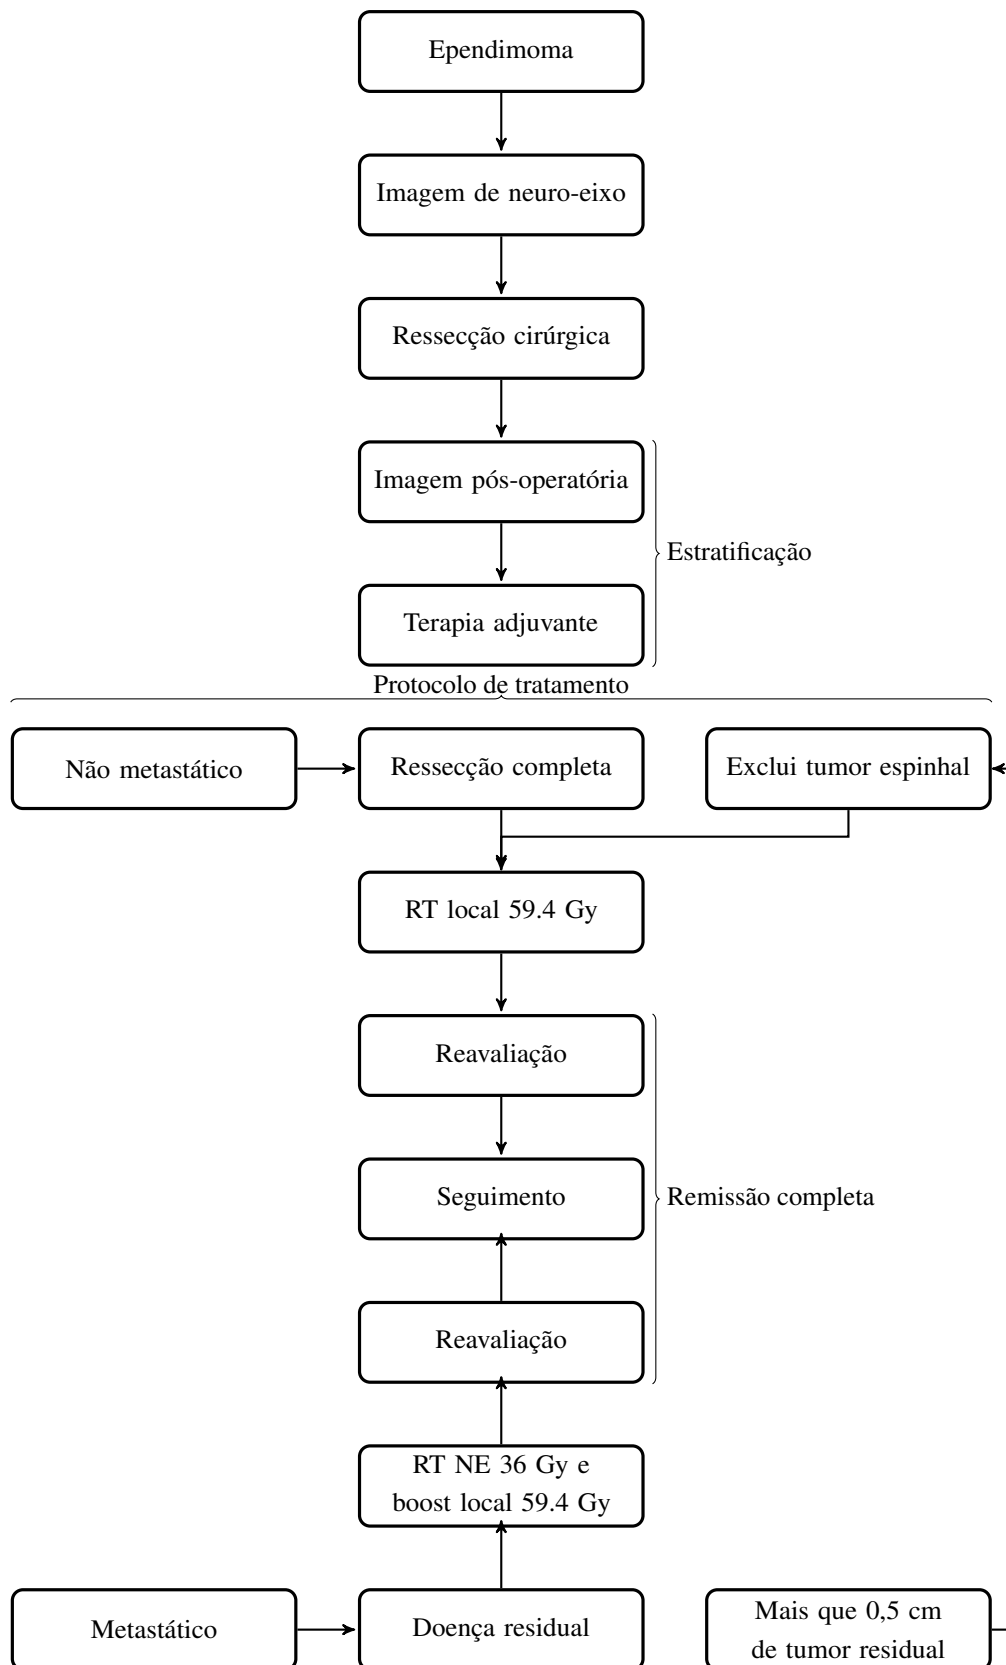 Ependimoma
Imagem de neuro-eixo
Ressecção cirúrgica
Imagem pós-operatória
Estratificação
Terapia adjuvante
Protocolo de tratamento
Não metastático
Ressecção completa
Exclui tumor espinhal
RT local 59.4 Gy
Reavaliação
Seguimento
Remissão completa
Reavaliação
RT NE 36 Gy e
boost local 59.4 Gy
Metastático
Doença residual
Mais que 0,5 cm
de tumor residual